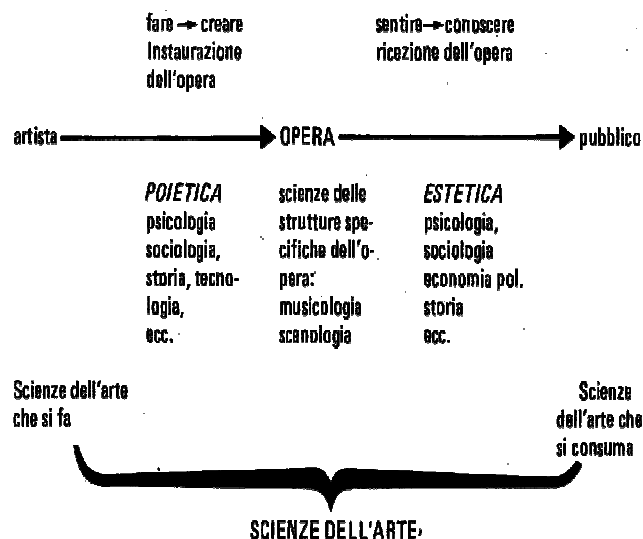 fare → creare
Instaurazione
dell'opera
sentire → conoscere
ricezione dell'opera
artista → OPERA → pubblico
POIETICA
psicologia
sociologia,
storia, tecno-
logia,
ecc.
scienze delle
strutture spe-
cifiche dell'o-
pera:
musicologia
scenologia
ESTETICA
psicologia,
sociologia
economia pol.
storia
ecc.
Scienze dell'arte
che si fa
Scienze
dell'arte che
si consuma
SCIENZE DELL'ARTE